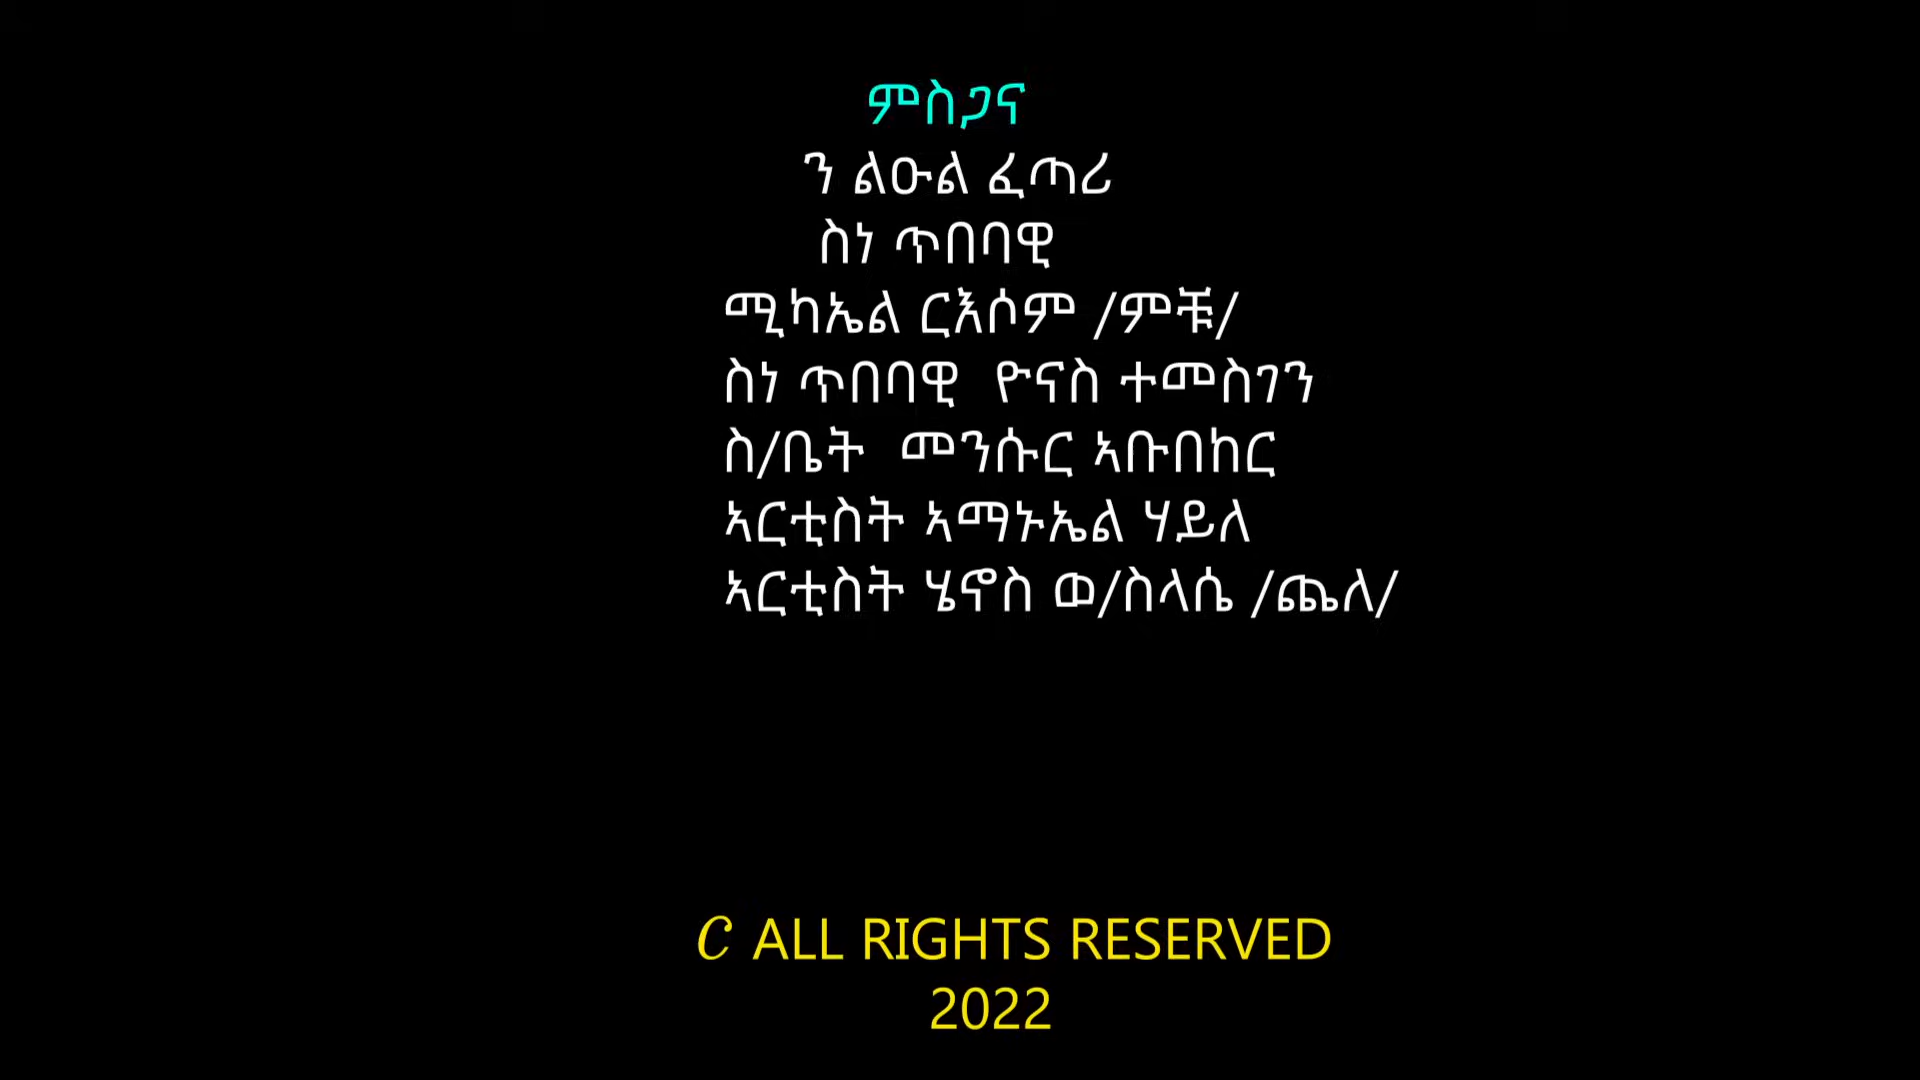 ምስጋና
ን ልዑል ፈጣሪ
ስነ ጥበባዊ
ሚካኤል ርእሶም /ምቹ/
ስነ ጥበባዊ ዮናስ ተመስገን
ስ/ቤት መንሱር ኣቡበከር
ኣርቲስት ኣማኑኤል ሃይለ
ኣርቲስት ሄኖስ ወ/ስላሴ /ጨለ/
C ALL RIGHTS RESERVED
2022